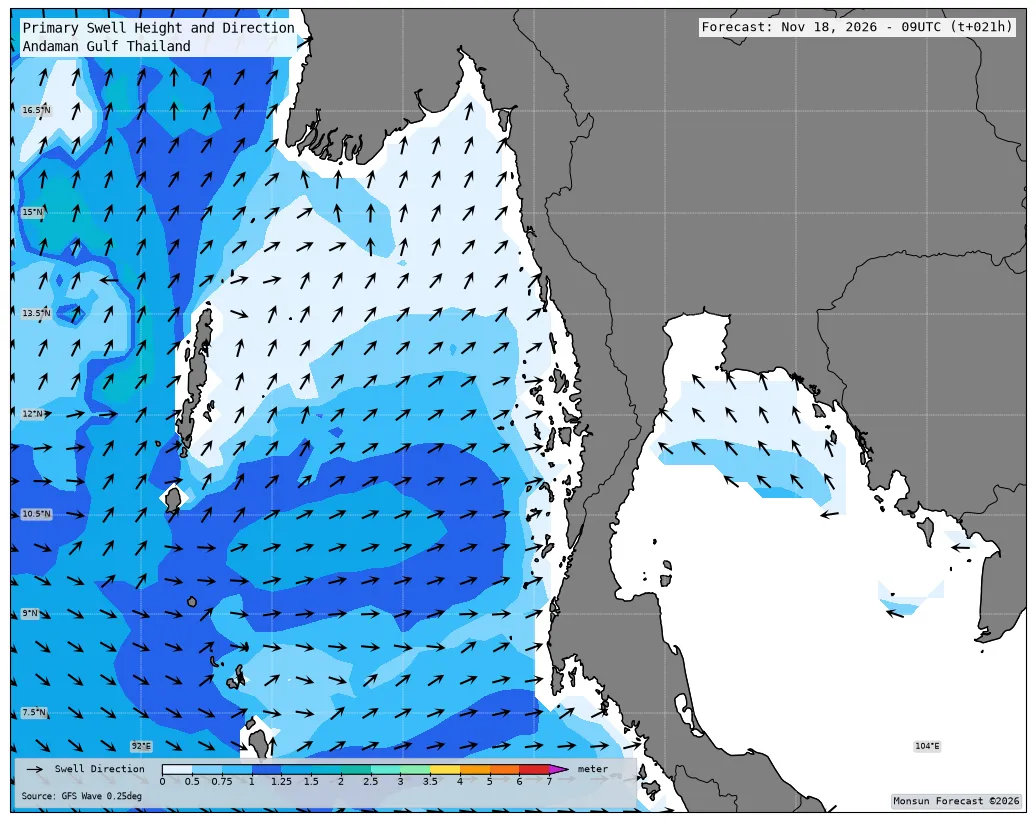 Primary Swell Height and Direction
Andaman Gulf Thailand
Forecast: Nov 18, 2026 - 09UTC (t+021h)
16.5°N
15°N
13.5°N
12°N
10.5°N
9°N
7.5°N
92°E
104°E
Swell Direction
meter
0 0.5 0.75 1.25 1.5 2 2.5 3 3.5 4 5 6 7
Source: GFS Wave 0.25deg
Monsun Forecast ©2026